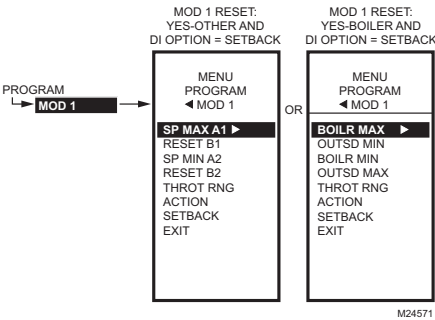 MOD 1 RESET:
YES-OTHER AND
DI OPTION = SETBACK
MOD 1 RESET:
YES-BOILER AND
DI OPTION = SETBACK
PROGRAM
MOD 1
MENU
PROGRAM
◄ MOD 1
SP MAX A1 ►
RESET B1
SP MIN A2
RESET B2
THROT RNG
ACTION
SETBACK
EXIT
OR
MENU
PROGRAM
◄ MOD 1
BOILR MAX ►
OUTSD MIN
BOILR MIN
OUTSD MAX
THROT RNG
ACTION
SETBACK
EXIT
M24571